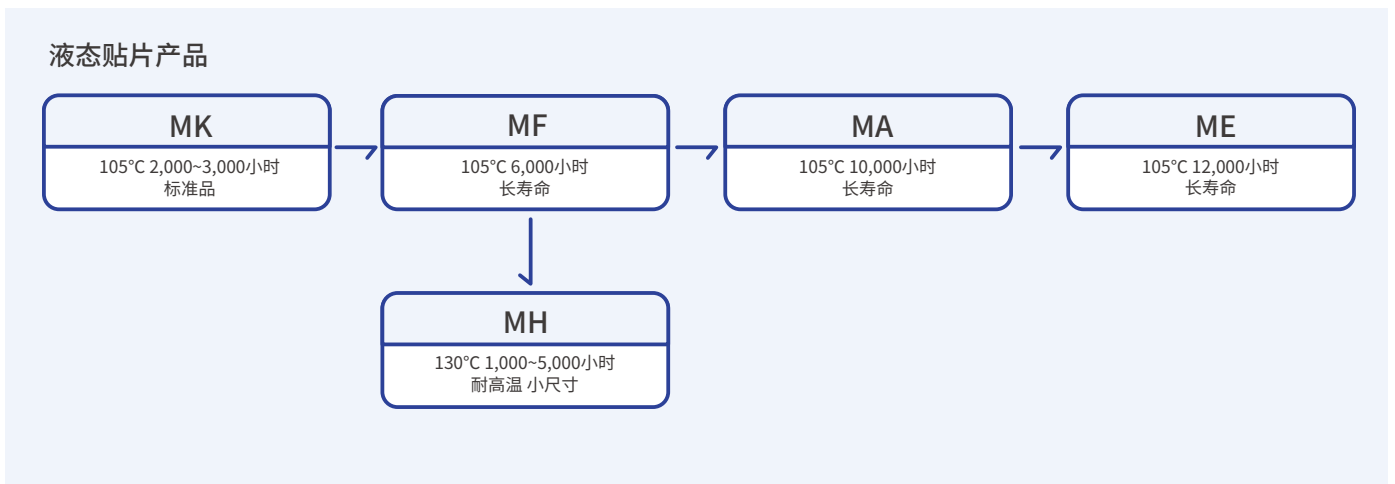 液态贴片产品
MK
105℃ 2,000~3,000小时
标准品
MF
105℃ 6,000小时
长寿命
MA
105℃ 10,000小时
长寿命
ME
105℃ 12,000小时
长寿命
MH
130℃ 1,000~5,000小时
耐高温 小尺寸